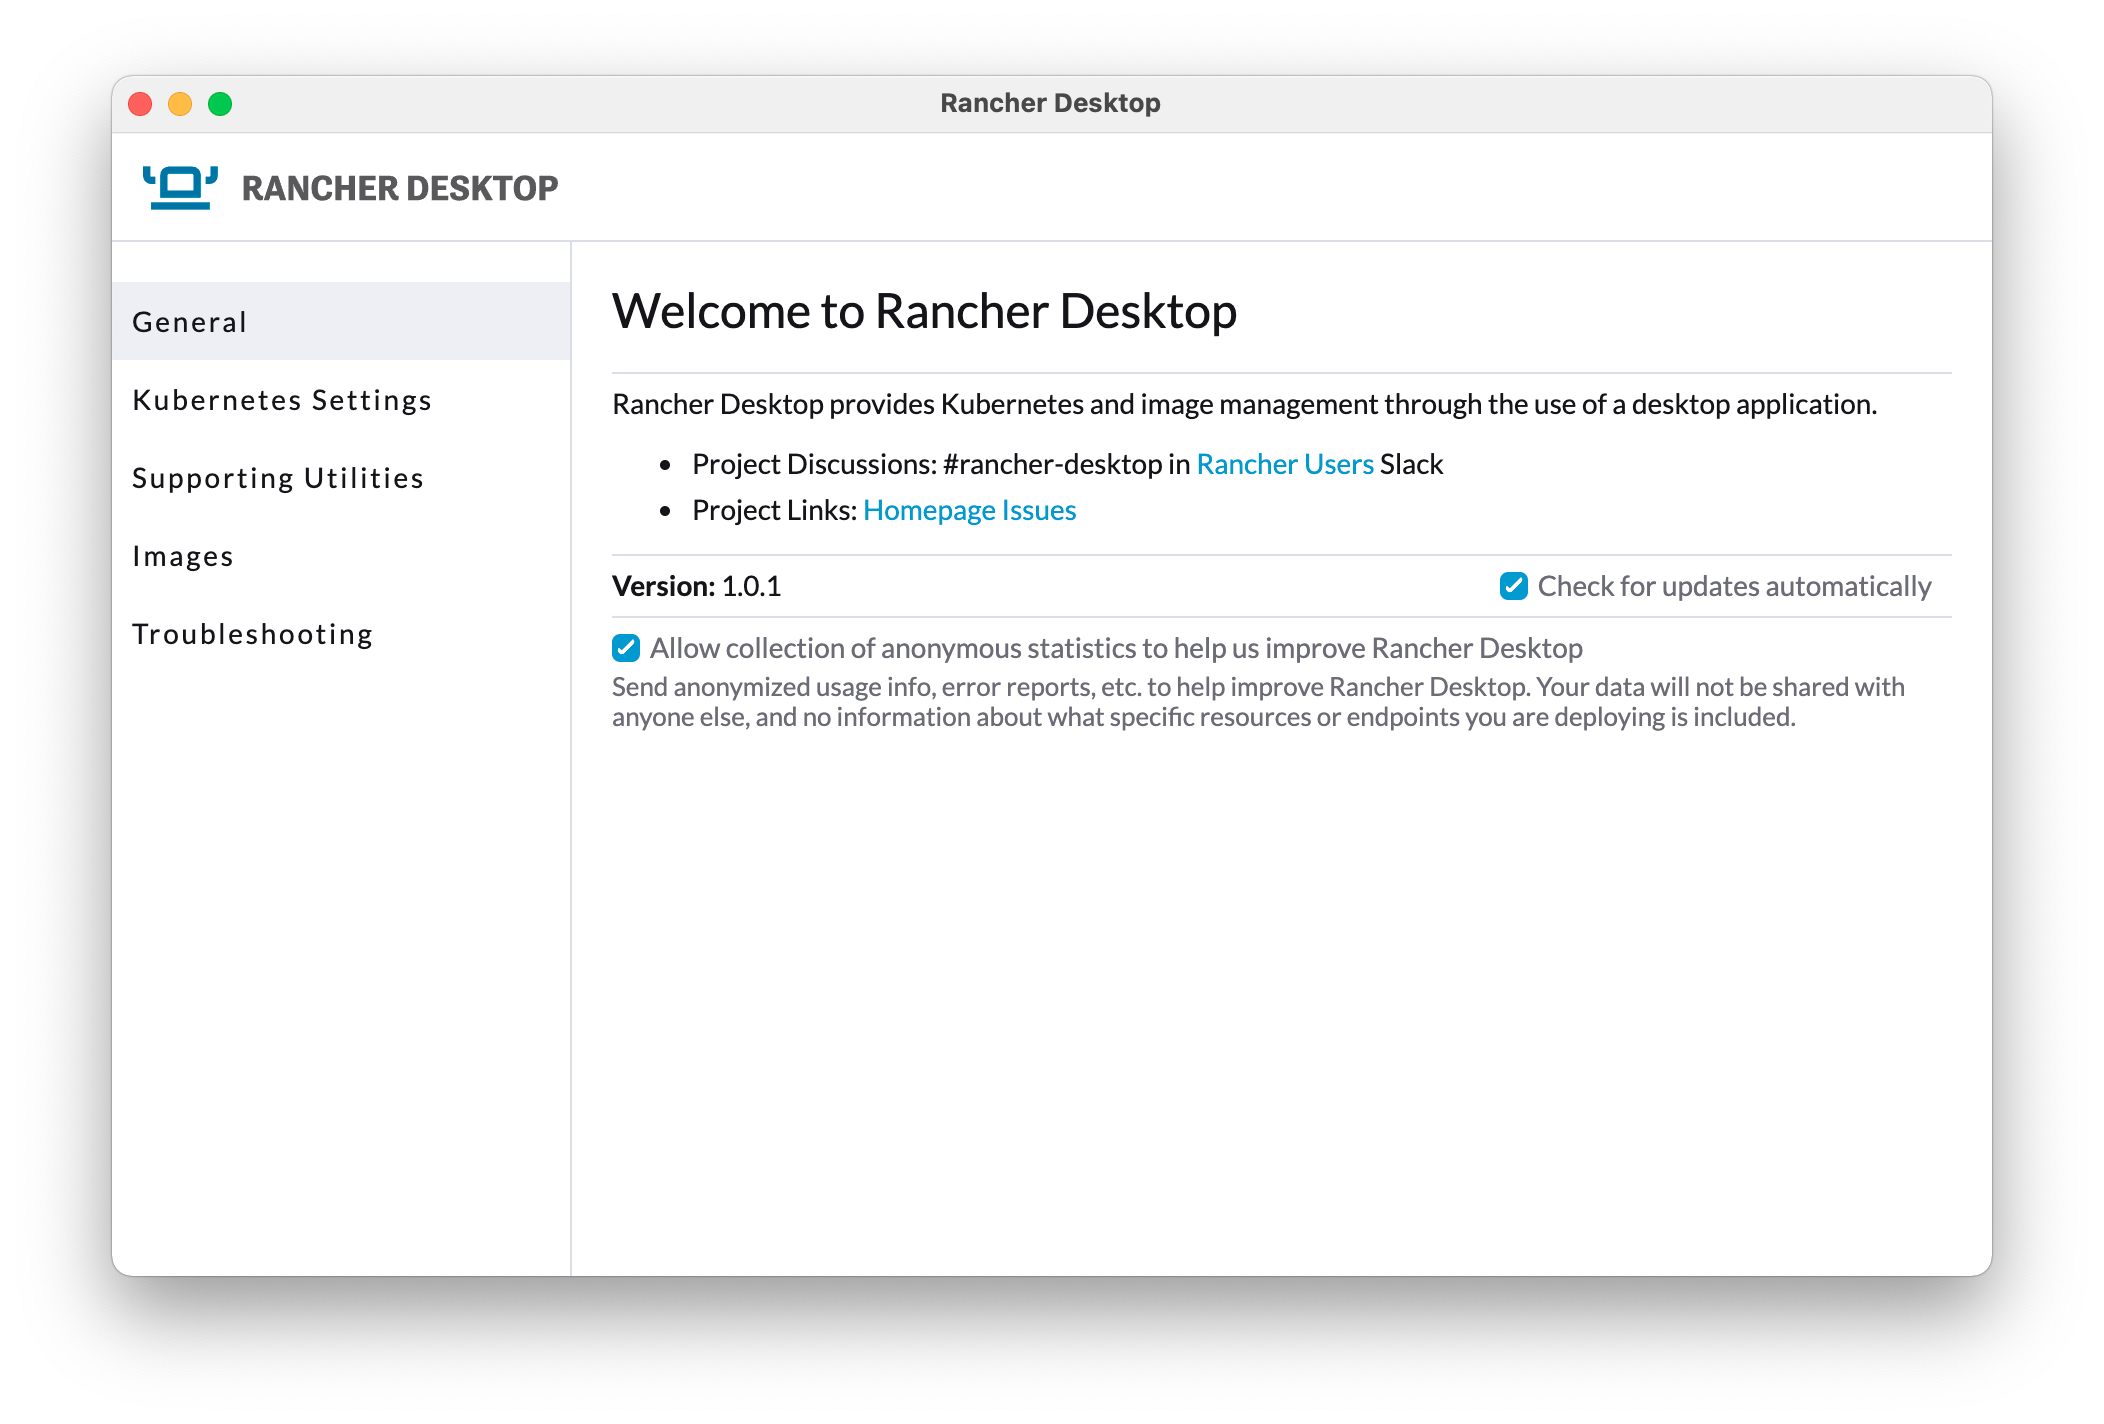 Rancher Desktop
RANCHER DESKTOP
General
Kubernetes Settings
Supporting Utilities
Images
Troubleshooting
Welcome to Rancher Desktop
Rancher Desktop provides Kubernetes and image management through the use of a desktop application.
• Project Discussions: #rancher-desktop in Rancher Users Slack
• Project Links: Homepage Issues
Version: 1.0.1
Check for updates automatically
Allow collection of anonymous statistics to help us improve Rancher Desktop
Send anonymized usage info, error reports, etc. to help improve Rancher Desktop. Your data will not be shared with
anyone else, and no information about what specific resources or endpoints you are deploying is included.